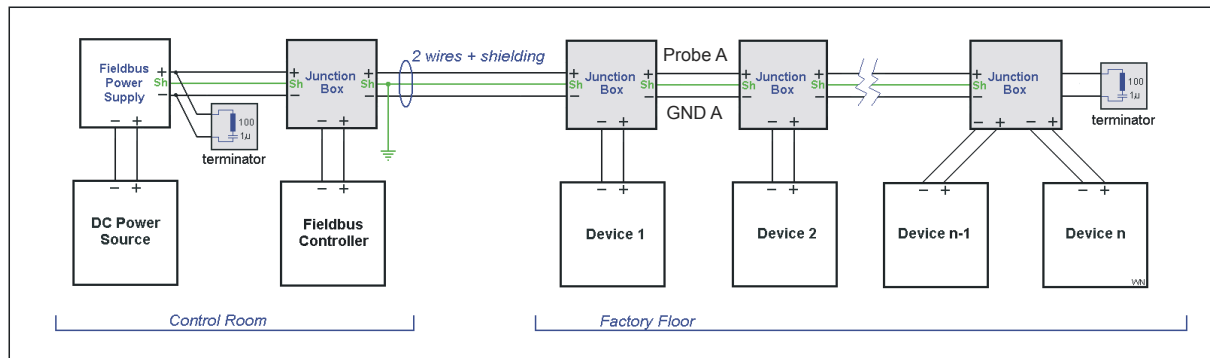 Fieldbus
Power
Supply
+
Sh
−
− +
100
1µ
terminator
− +
DC Power
Source
+ +
Sh Junction Sh
Box
− −
− +
− +
Fieldbus
Controller
2 wires + shielding
+ +
Sh Junction Sh
Box
− −
− +
− +
Device 1
Probe A
GND A
+ +
Sh Junction Sh
Box
− −
− +
− +
Device 2
+ +
Sh Junction
Box
− −
− + − +
− +
Device n-1
− +
Device n
WN
100
1µ
terminator
Control Room
Factory Floor